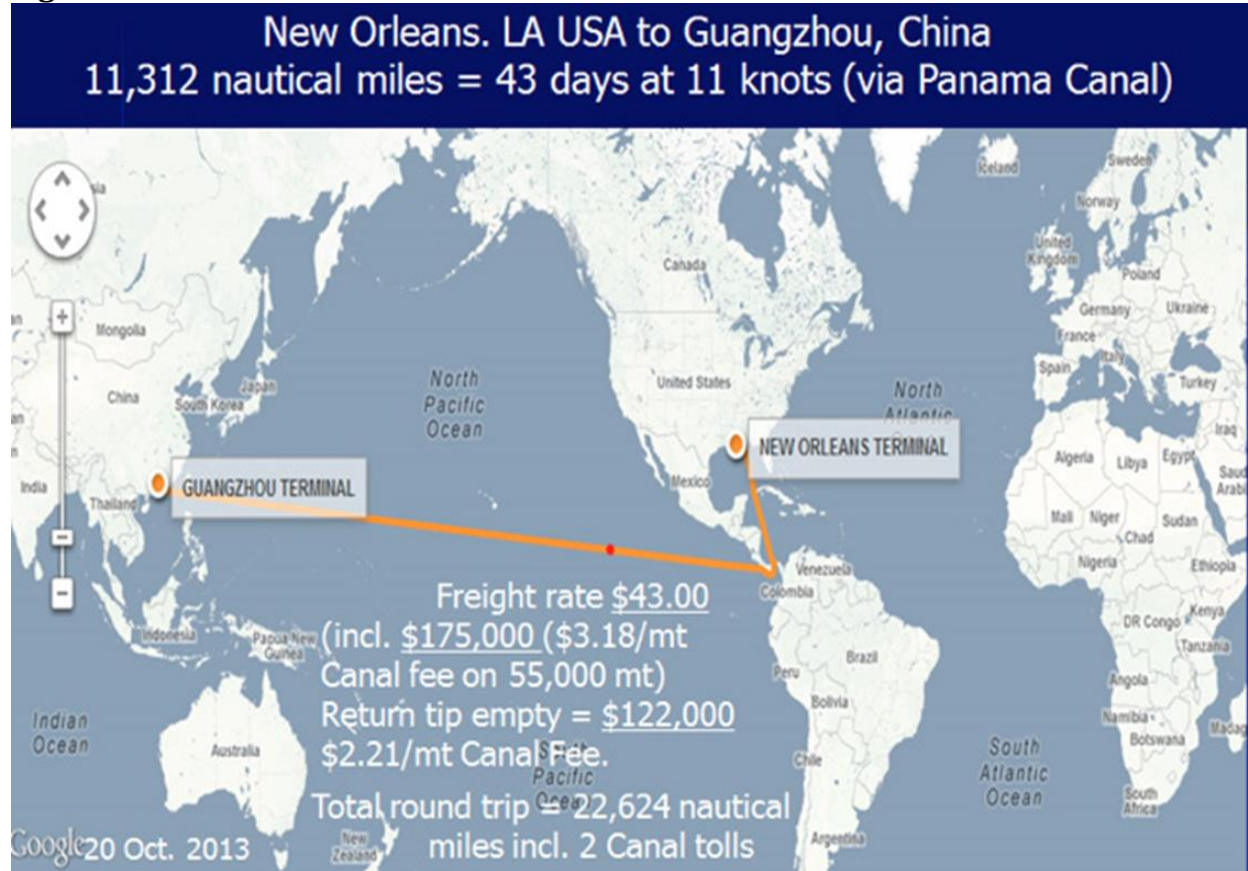 New Orleans. LA USA to Guangzhou, China
11,312 nautical miles = 43 days at 11 knots (via Panama Canal)
Iceland
Sweden
Norway
United
Kingdom
Canada
Poland
Germany
Ukraine
France
Mongolia
Italy
Spain
Turkey
North
Pacific
Ocean
United States
North
Atlantic
China
Japan
South Korea
Iraq
NEW ORLEANS TERMINAL
Algeria
Libya
Egypt
Saudi
Arabi
GUANGZHOU TERMINAL
Mexico
India
Thailand
Mali
Niger
Sudan
Chad
Nigeria
Ethiopia
Venezuela
Colombia
Freight rate $43.00
(incl. $175,000 ($3.18/mt
Canal fee on 55,000 mt)
Return tip empty = $122,000
$2.21/mt Canal Fee.
Total round trip = 22,624 nautical
miles incl. 2 Canal tolls
Indonesia
Papua New
Guinea
DR Congo
Kenya
Tanzania
Peru
Brazil
Angola
Bolivia
Namibia
Botswana
Madag
Indian
Ocean
Australia
South
Pacific
Ocean
Chile
South
Atlantic
Ocean
South
Africa
New
Zealand
Argentina
Google
20 Oct. 2013